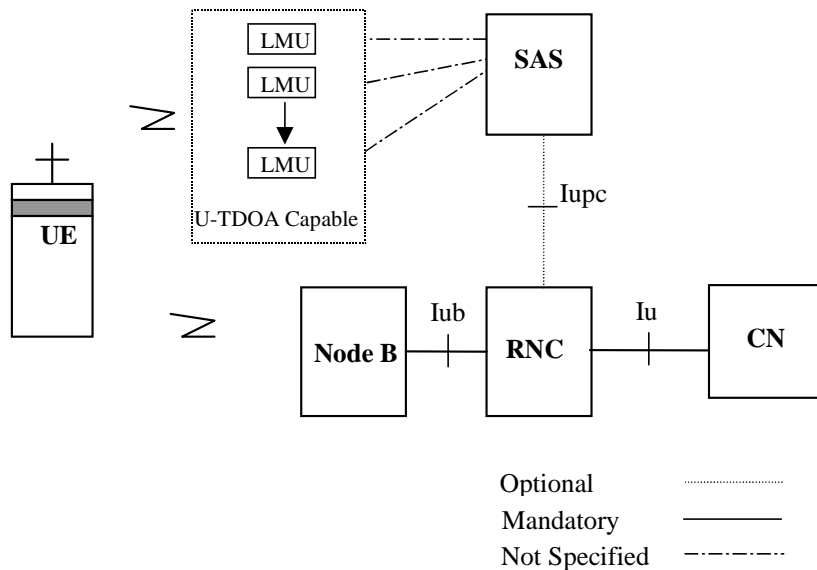 LMU
LMU
LMU
U-TDOA Capable
SAS
Iupc
UE
Node B
Iub
RNC
Iu
CN
Optional
Mandatory
Not Specified